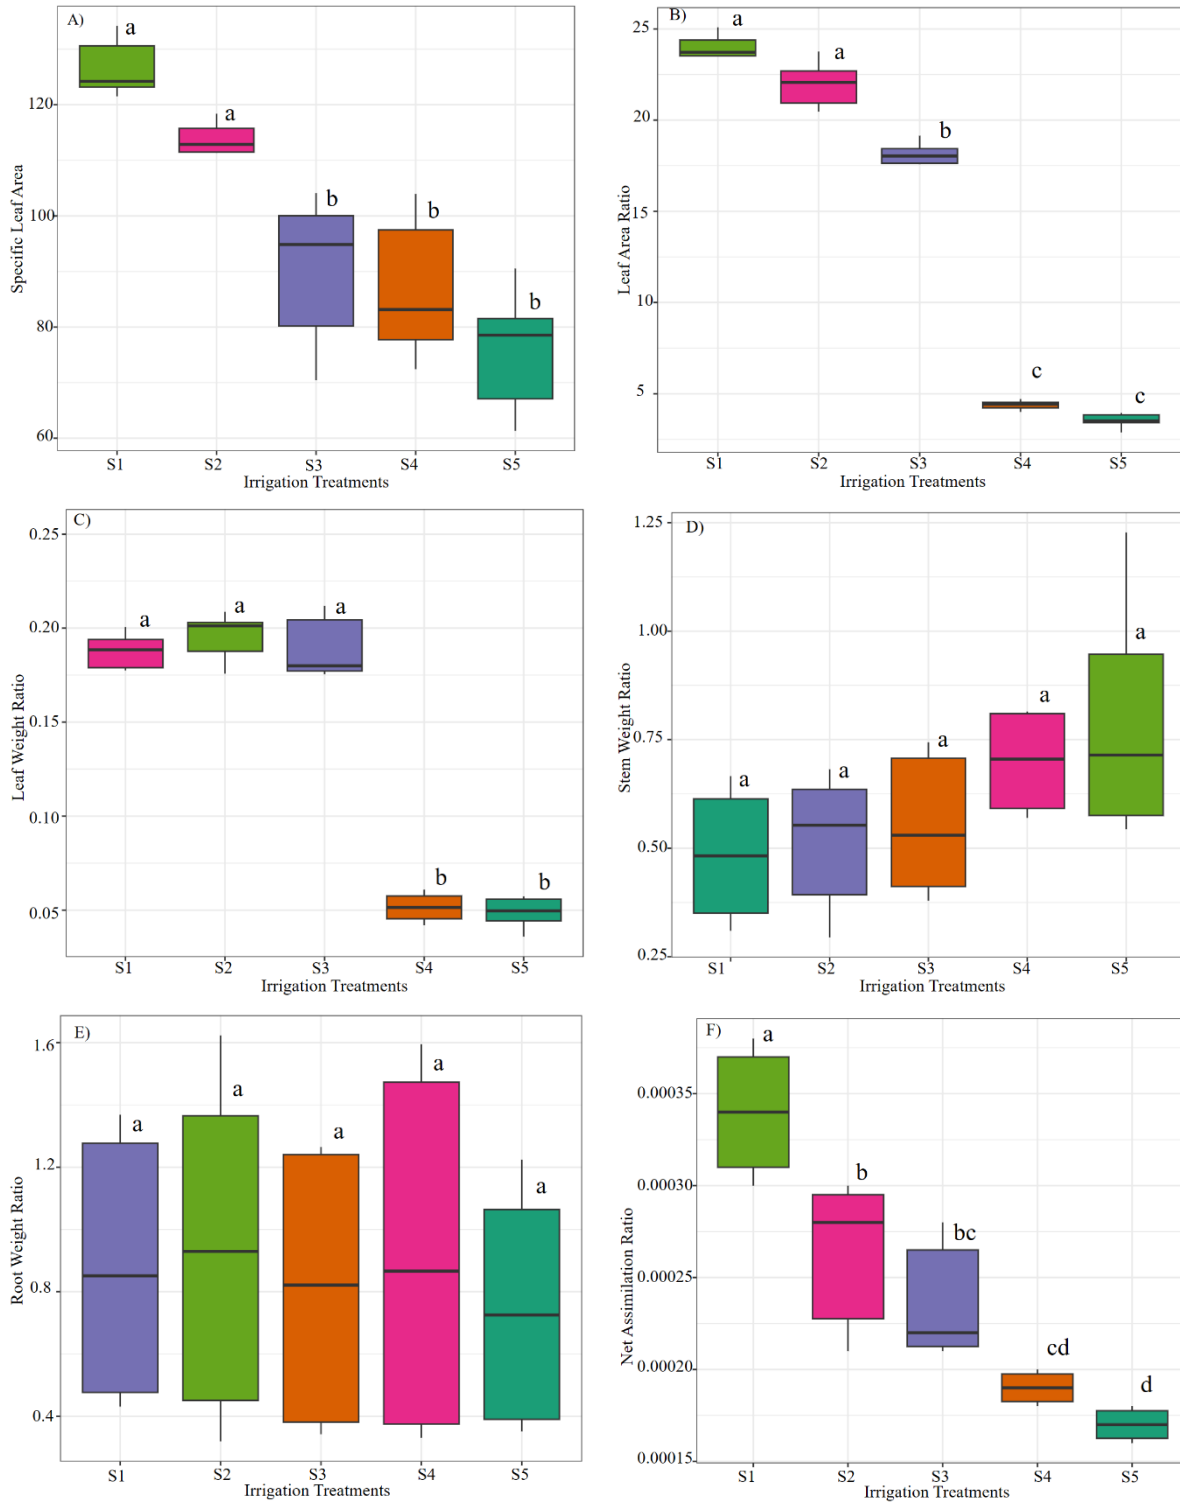 A)
Specific Leaf Area
120
100
80
60
a
a
b
b
b
S1 S2 S3 S4 S5
Irrigation Treatments
B)
Leaf Area Ratio
25
20
15
10
5
a
a
b
c
c
S1 S2 S3 S4 S5
Irrigation Treatments
C)
Leaf Weight Ratio
0.25
0.20
0.15
0.10
0.05
a
a
a
b
b
S1 S2 S3 S4 S5
Irrigation Treatments
D)
Stem Weight Ratio
1.25
1.00
0.75
0.50
0.25
a
a
a
a
a
S1 S2 S3 S4 S5
Irrigation Treatments
E)
Root Weight Ratio
1.6
1.2
0.8
0.4
a
a
a
a
a
S1 S2 S3 S4 S5
Irrigation Treatments
F)
Net Assimilation Ratio
0.00035
0.00030
0.00025
0.00020
0.00015
a
b
bc
cd
d
S1 S2 S3 S4 S5
Irrigation Treatments